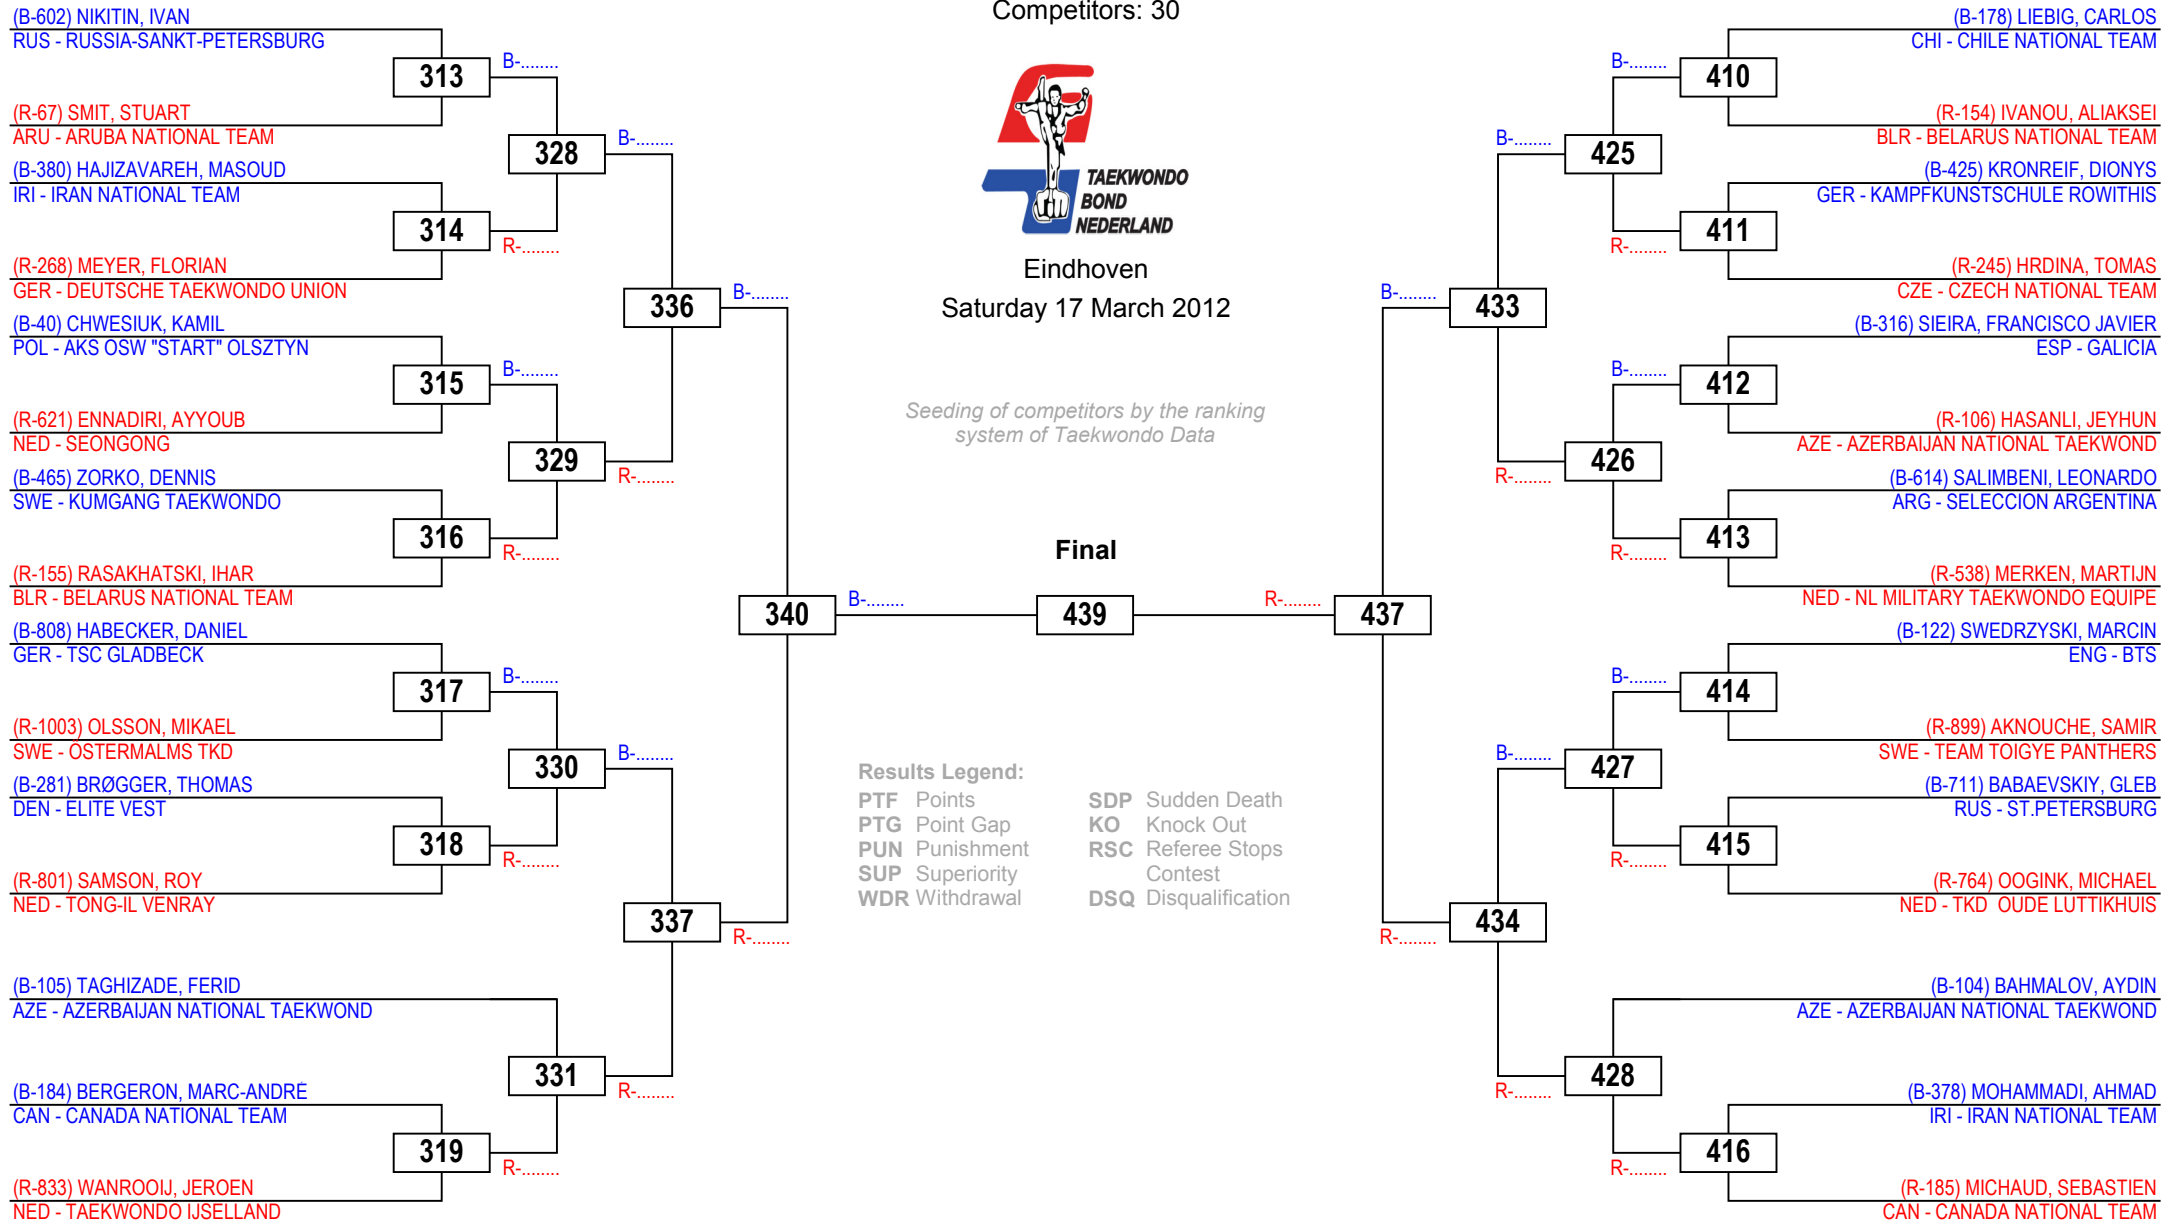 Competitors: 30
TAEKWONDO
BOND
NEDERLAND
Eindhoven
Saturday 17 March 2012
Seeding of competitors by the ranking
system of Taekwondo Data
(B-602) NIKITIN, IVAN
RUS - RUSSIA-SANKT-PETERSBURG
313
B-........
(R-67) SMIT, STUART
ARU - ARUBA NATIONAL TEAM
328
B-........
(B-380) HAJIZAVAREH, MASOUD
IRI - IRAN NATIONAL TEAM
314
R-........
(R-268) MEYER, FLORIAN
GER - DEUTSCHE TAEKWONDO UNION
336
B-........
(B-40) CHWESIUK, KAMIL
POL - AKS OSW "START" OLSZTYN
315
B-........
(R-621) ENNADIRI, AYYOUB
NED - SEONGONG
329
R-........
(B-465) ZORKO, DENNIS
SWE - KUMGANG TAEKWONDO
316
R-........
(R-155) RASAKHATSKI, IHAR
BLR - BELARUS NATIONAL TEAM
340
B-........
(B-808) HABECKER, DANIEL
GER - TSC GLADBECK
317
B-........
(R-1003) OLSSON, MIKAEL
SWE - ÖSTERMALMS TKD
330
B-........
(B-281) BRØGGER, THOMAS
DEN - ELITE VEST
318
R-........
(R-801) SAMSON, ROY
NED - TONG-IL VENRAY
337
R-........
(B-105) TAGHIZADE, FERID
AZE - AZERBAIJAN NATIONAL TAEKWOND
331
R-........
(B-184) BERGERON, MARC-ANDRÉ
CAN - CANADA NATIONAL TEAM
319
R-........
(R-833) WANROOIJ, JEROEN
NED - TAEKWONDO IJSELLAND
Final
439
Results Legend:
PTF Points
PTG Point Gap
PUN Punishment
SUP Superiority
WDR Withdrawal
SDP Sudden Death
KO Knock Out
RSC Referee Stops
Contest
DSQ Disqualification
(B-178) LIEBIG, CARLOS
CHI - CHILE NATIONAL TEAM
B-........
410
(R-154) IVANOU, ALIAKSEI
BLR - BELARUS NATIONAL TEAM
B-........
425
(B-425) KRONREIF, DIONYS
GER - KAMPFKUNSTSCHULE ROWITHIS
R-........
411
(R-245) HRDINA, TOMAS
CZE - CZECH NATIONAL TEAM
B-........
433
(B-316) SIEIRA, FRANCISCO JAVIER
ESP - GALICIA
B-........
412
(R-106) HASANLI, JEYHUN
AZE - AZERBAIJAN NATIONAL TAEKWOND
R-........
426
(B-614) SALIMBENI, LEONARDO
ARG - SELECCION ARGENTINA
R-........
413
(R-538) MERKEN, MARTIJN
NED - NL MILITARY TAEKWONDO EQUIPE
R-........
437
(B-122) SWEDRZYSKI, MARCIN
ENG - BTS
B-........
414
(R-899) AKNOUCHE, SAMIR
SWE - TEAM TOIGYE PANTHERS
B-........
427
(B-711) BABAEVSKIY, GLEB
RUS - ST.PETERSBURG
R-........
415
(R-764) OOGINK, MICHAEL
NED - TKD OUDE LUTTIKHUIS
R-........
434
(B-104) BAHMALOV, AYDIN
AZE - AZERBAIJAN NATIONAL TAEKWOND
R-........
428
(B-378) MOHAMMADI, AHMAD
IRI - IRAN NATIONAL TEAM
R-........
416
(R-185) MICHAUD, SEBASTIEN
CAN - CANADA NATIONAL TEAM